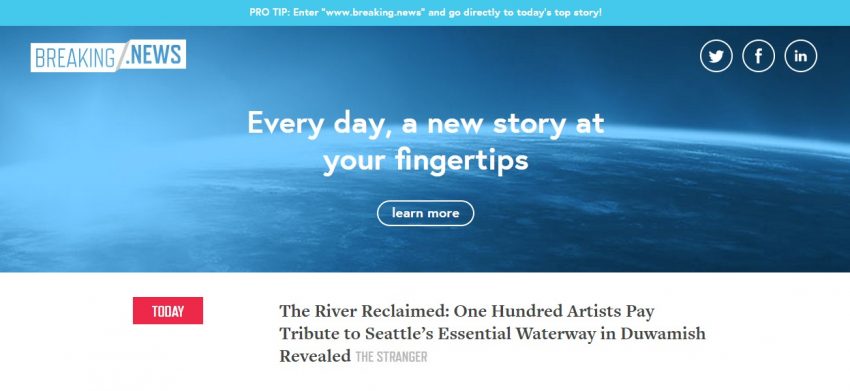 PRO TIP: Enter "www.breaking.news" and go directly to today's top story!
BREAKING/.NEWS
Every day, a new story at
your fingertips
learn more
TODAY
The River Reclaimed: One Hundred Artists Pay
Tribute to Seattle’s Essential Waterway in Duwamish
Revealed THE STRANGER